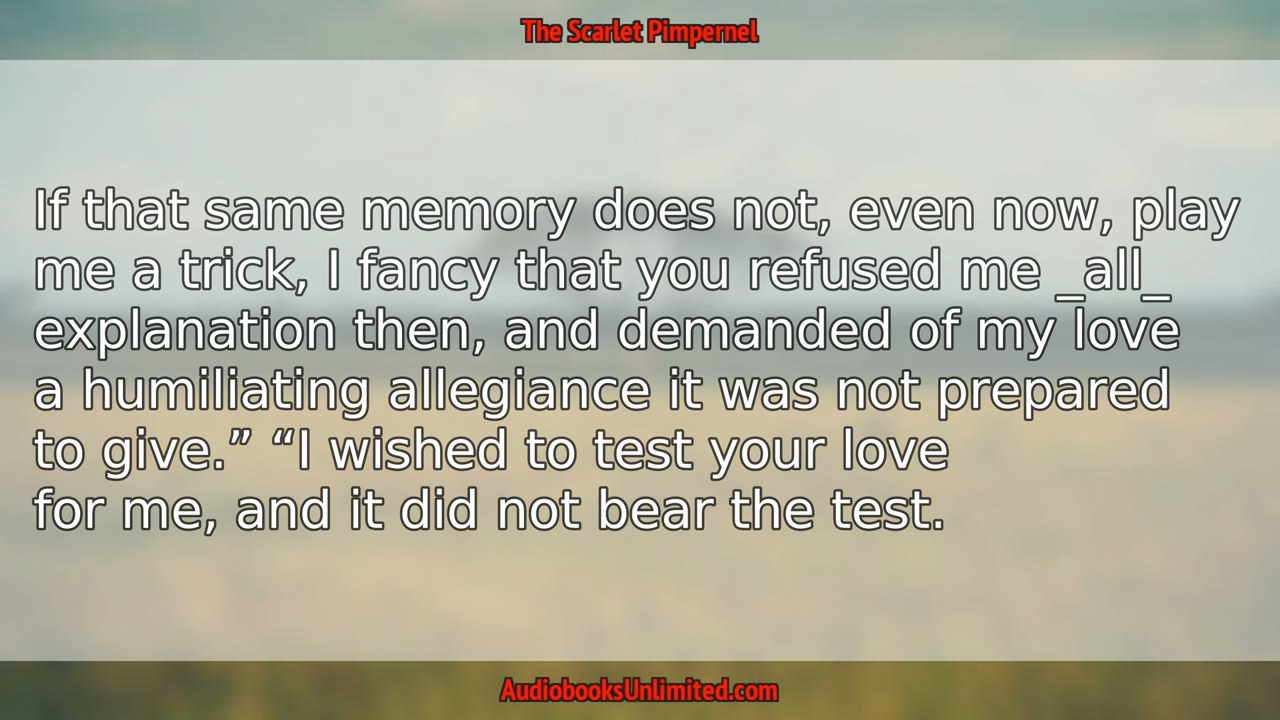 The Scarlet Pimpernel
If that same memory does not, even now, play
me a trick, I fancy that you refused me _all_
explanation then, and demanded of my love
a humiliating allegiance it was not prepared
to give.” “I wished to test your love
for me, and it did not bear the test.
AudiobooksUnlimited.com